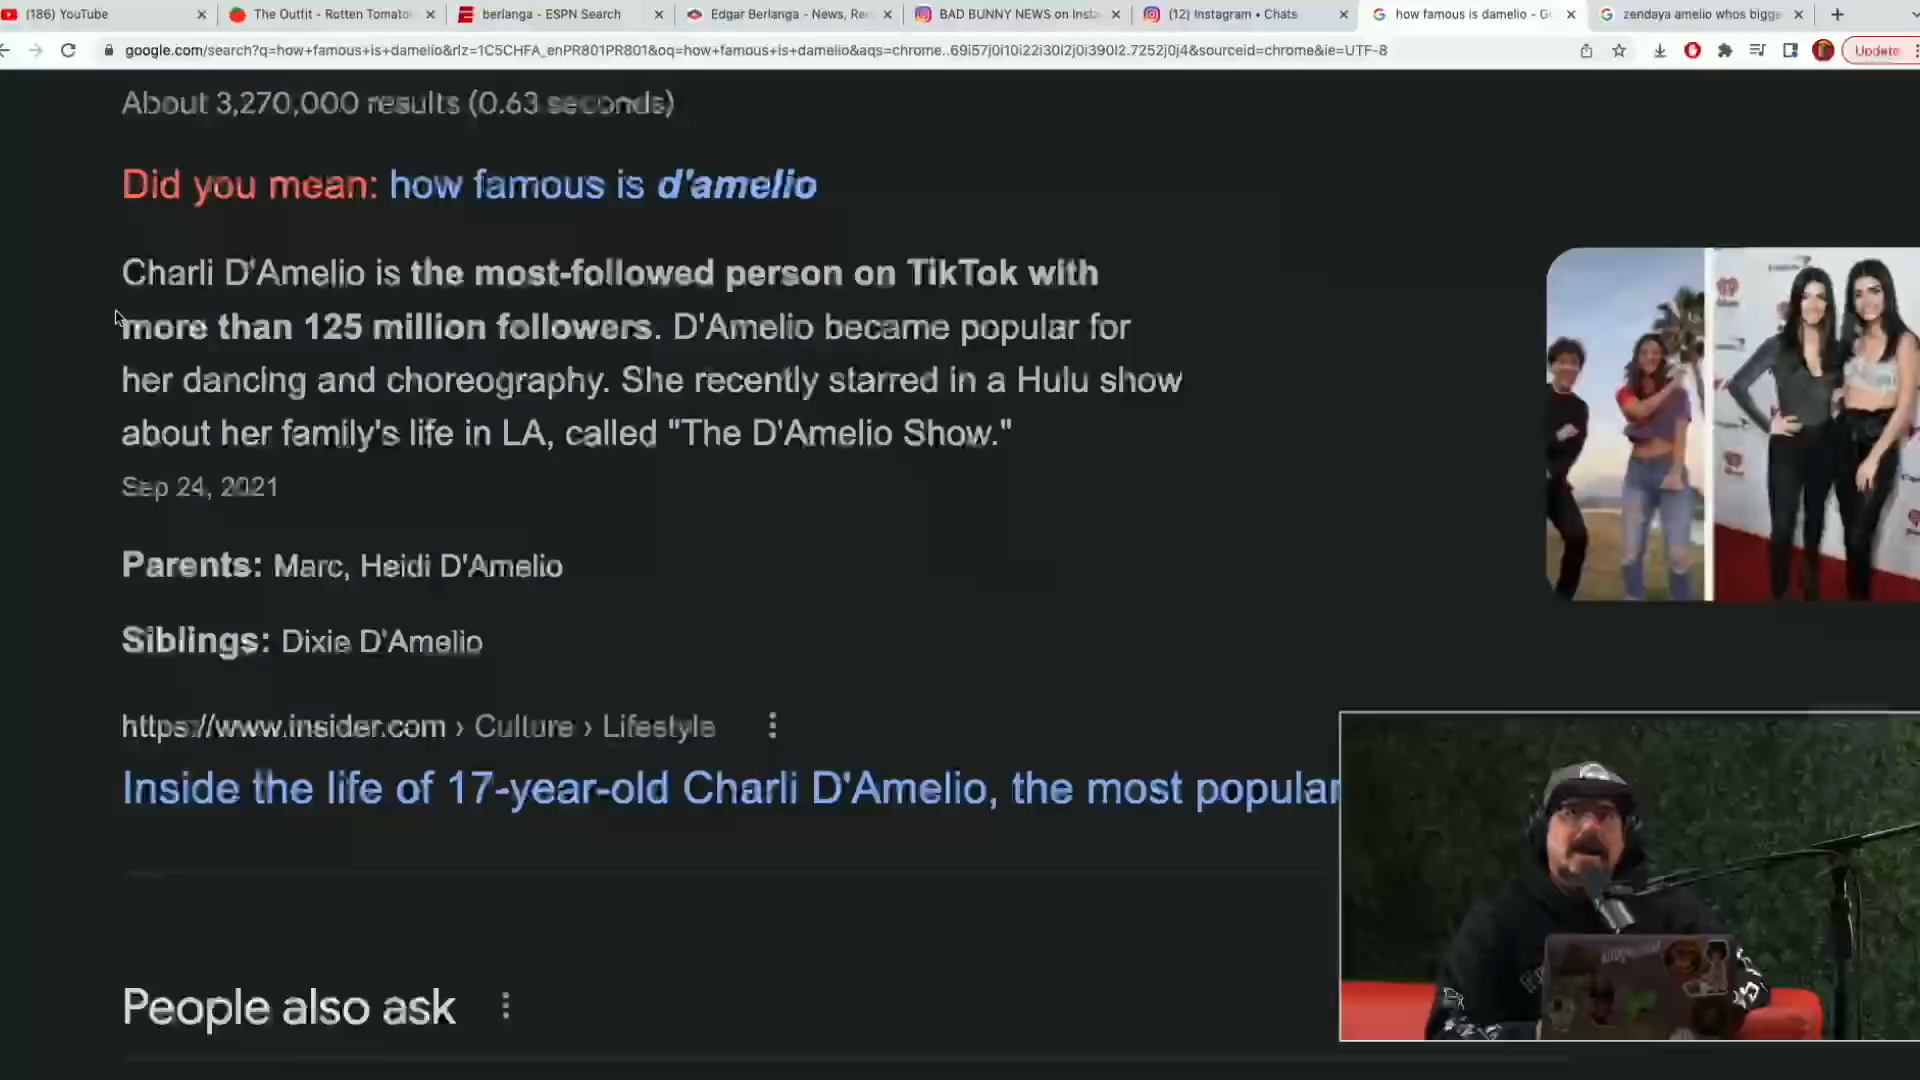 (186) YouTube
The Outfit - Rotten Tomato
berlanga - ESPN Search
Edgar Berlanga - News, Re
BAD BUNNY NEWS on Insta
(12) Instagram • Chats
how famous is damelio - G
zendaya amelio whos bigge
google.com/search?q=how+famous+is+damelio&rlz=1C5CHFA_enPR801PR801&oq=how+famous+is+damelio&aqs=chrome..69i57j0i10i22i30l2j0i390l2.7252j0j4&sourceid=chrome&ie=UTF-8
Update
About 3,270,000 results (0.63 seconds)
Did you mean: how famous is d'amelio
Charli D'Amelio is the most-followed person on TikTok with
more than 125 million followers. D'Amelio became popular for
her dancing and choreography. She recently starred in a Hulu show
about her family's life in LA, called "The D'Amelio Show."
Sep 24, 2021
Parents: Marc, Heidi D'Amelio
Siblings: Dixie D'Amelio
https://www.insider.com › Culture › Lifestyle
Inside the life of 17-year-old Charli D'Amelio, the most popular
People also ask